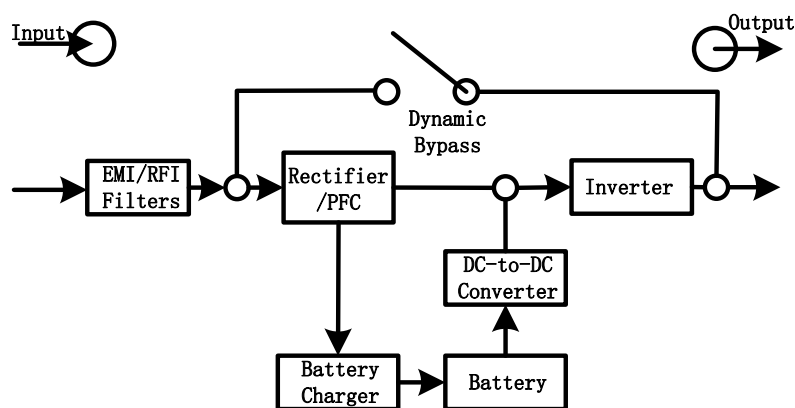 Input
Output
Dynamic
Bypass
EMI/RFI
Filters
Rectifier
/PFC
Inverter
DC-to-DC
Converter
Battery
Charger
Battery